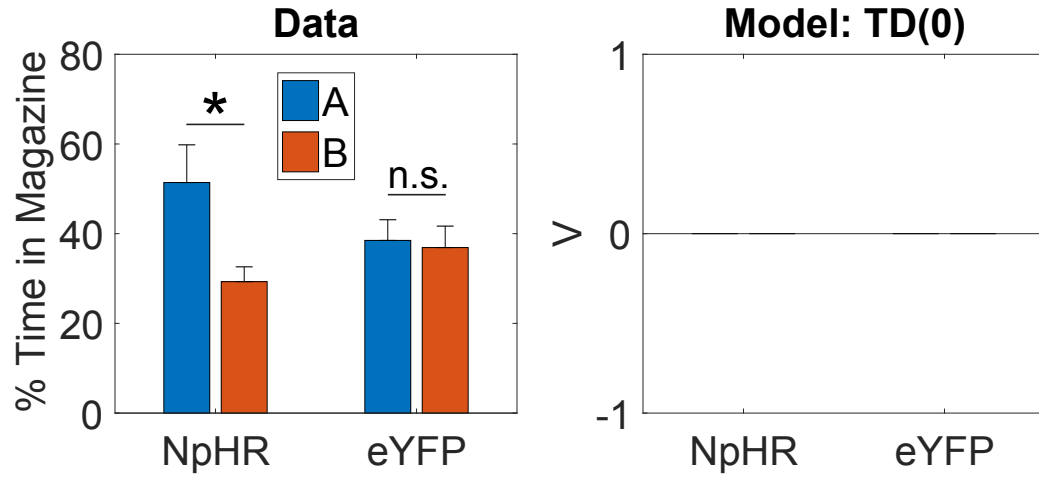 Data
% Time in Magazine
80
60
40
20
0
*
n.s.
A
B
NpHR
eYFP
Model: TD(0)
V
1
0
-1
NpHR
eYFP